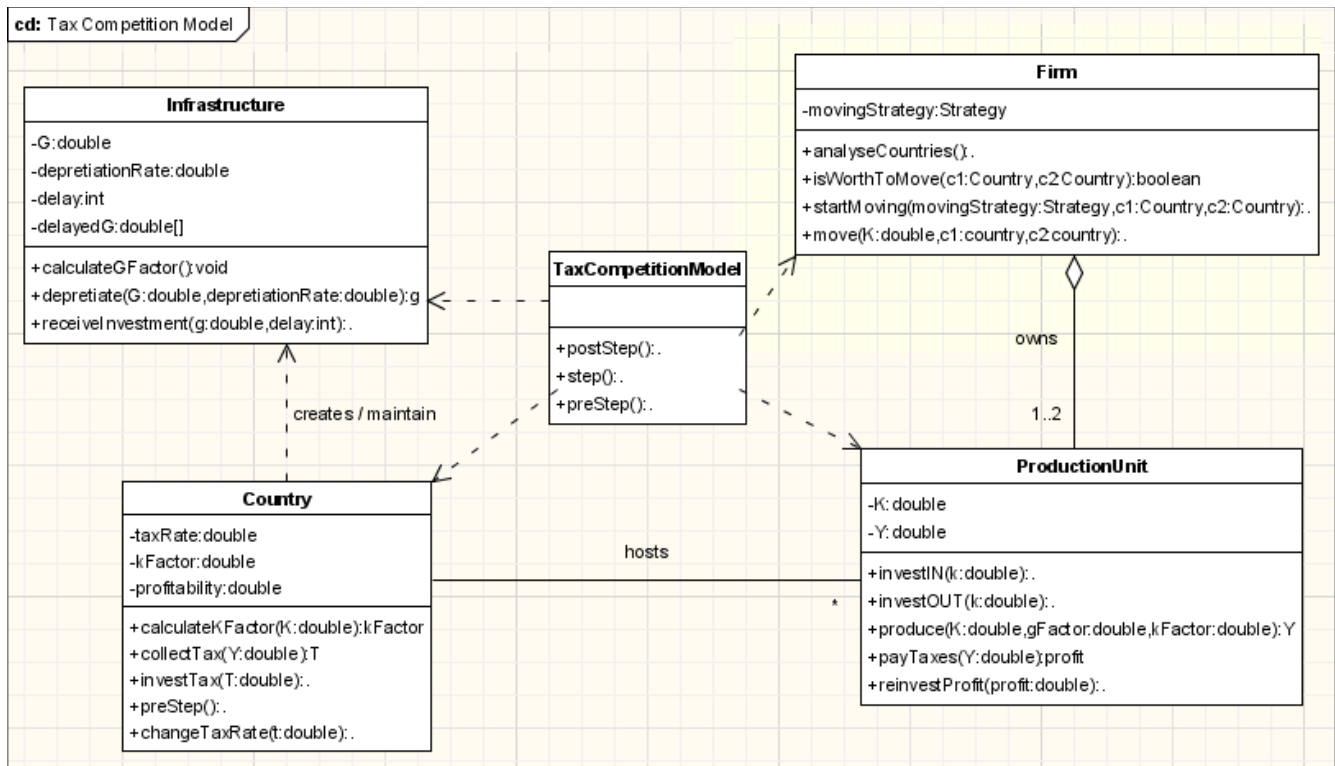 cd: Tax Competition Model
Infrastructure
-G:double
-depretiationRate:double
-delay:int
-delayedG:double[]
+calculateGFactor():void
+depretiate(G:double,depretiationRate:double):g
+receiveInvestment(g:double,delay:int):.
Firm
-movingStrategy:Strategy
+analyseCountries():.
+isWorthToMove(c1:Country,c2:Country):boolean
+startMoving(movingStrategy:Strategy,c1:Country,c2:Country):.
+move(K:double,c1:country,c2:country):.
TaxCompetitionModel
+postStep():.
+step():.
+preStep():.
owns
1..2
creates / maintain
Country
-taxRate:double
-kFactor:double
-profitability:double
+calculateKFactor(K:double):kFactor
+collectTax(Y:double):T
+investTax(T:double):.
+preStep():.
+changeTaxRate(t:double):.
hosts
*
ProductionUnit
-K:double
-Y:double
+investIN(k:double):.
+investOUT(k:double):.
+produce(K:double,gFactor:double,kFactor:double):Y
+payTaxes(Y:double):profit
+reinvestProfit(profit:double):.